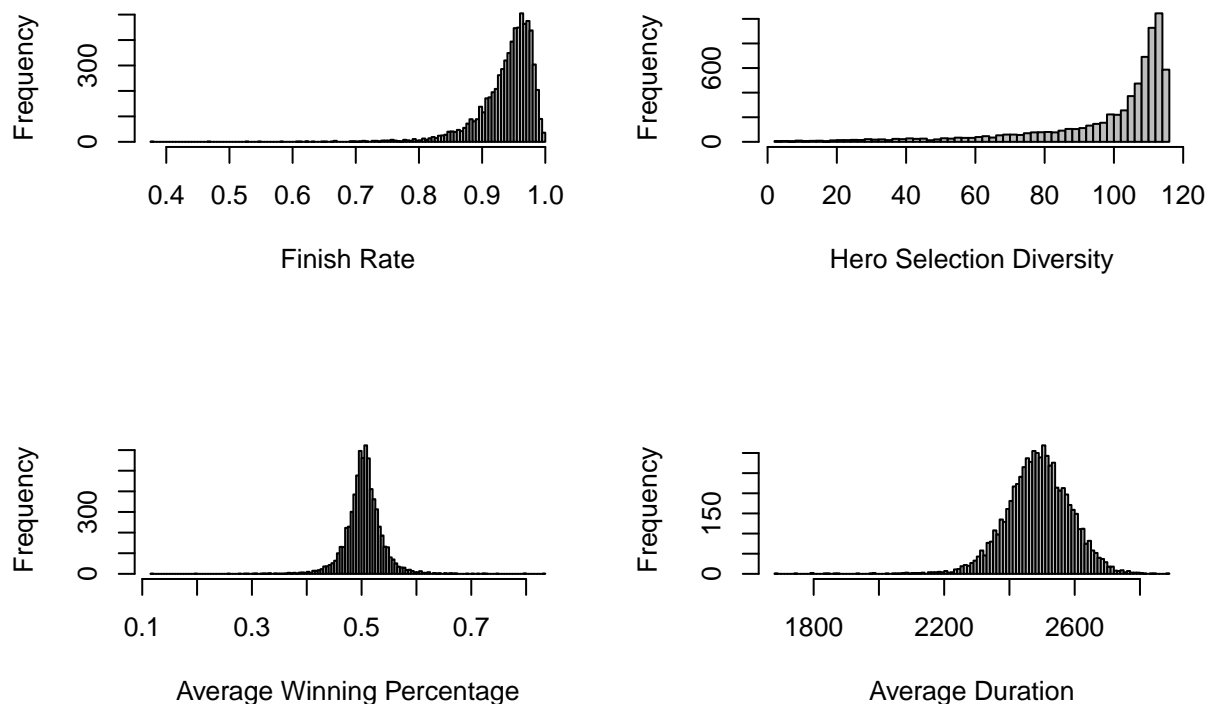 Frequency
300
0
0.4 0.5 0.6 0.7 0.8 0.9 1.0
Finish Rate
Frequency
600
0
0 20 40 60 80 100 120
Hero Selection Diversity
Frequency
300
0
0.1 0.3 0.5 0.7
Average Winning Percentage
Frequency
150
0
1800 2200 2600
Average Duration